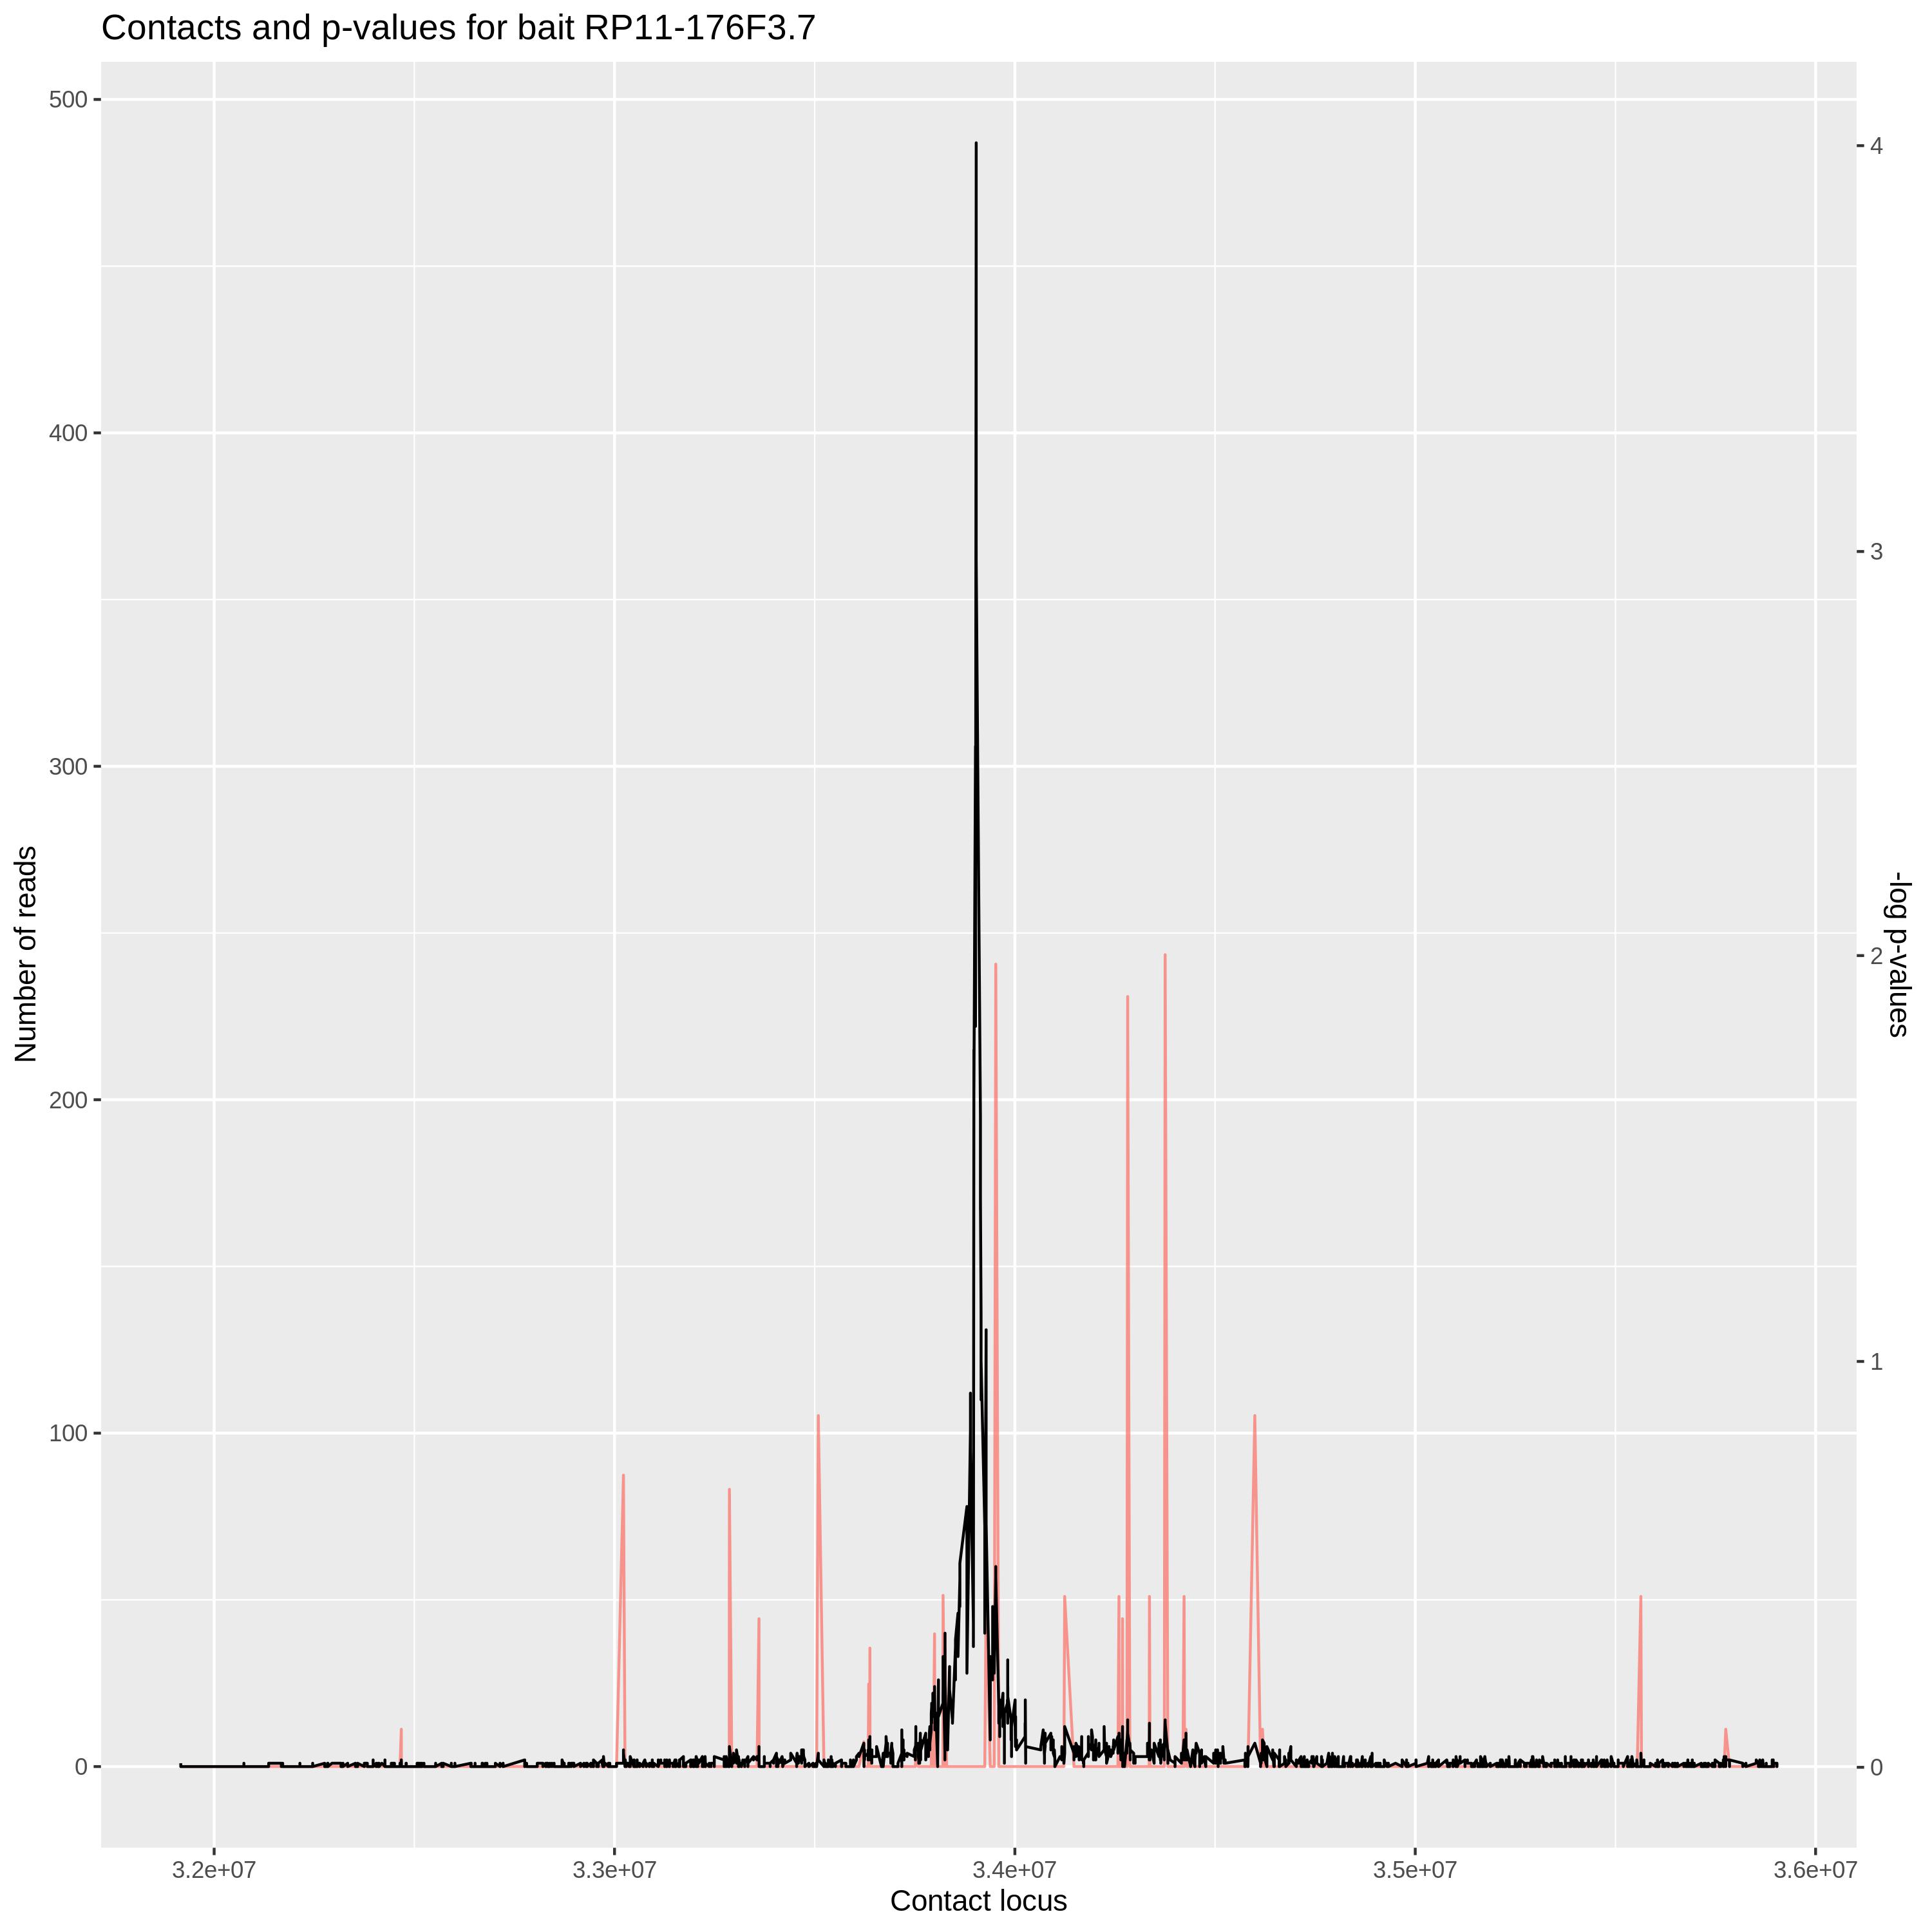 Contacts and p-values for bait RP11-176F3.7
500
400
300
200
100
0
Number of reads
4
3
2
1
0
-log p-values
3.2e+07
3.3e+07
3.4e+07
3.5e+07
3.6e+07
Contact locus